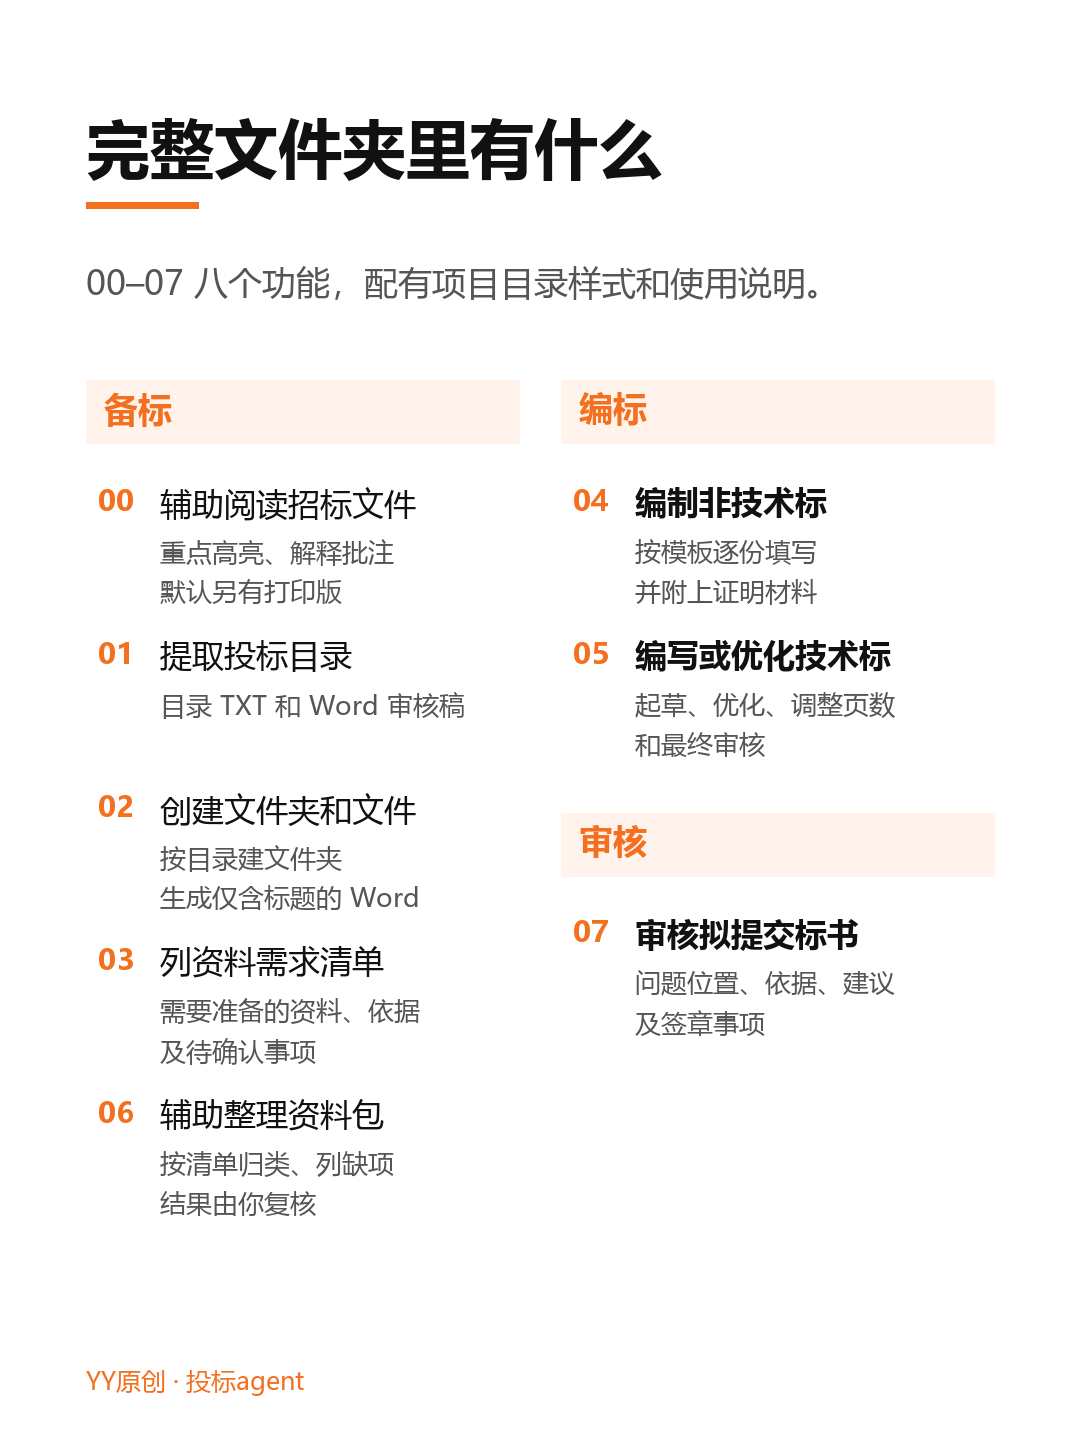 完整文件夹里有什么
00–07 八个功能，配有项目目录样式和使用说明。
备标
00 辅助阅读招标文件
重点高亮、解释批注
默认另有打印版
01 提取投标目录
目录 TXT 和 Word 审核稿
02 创建文件夹和文件
按目录建文件夹
生成仅含标题的 Word
03 列资料需求清单
需要准备的资料、依据
及待确认事项
06 辅助整理资料包
按清单归类、列缺项
结果由你复核
编标
04 编制非技术标
按模板逐份填写
并附上证明材料
05 编写或优化技术标
起草、优化、调整页数
和最终审核
审核
07 审核拟提交标书
问题位置、依据、建议
及签章事项
YY原创 · 投标agent